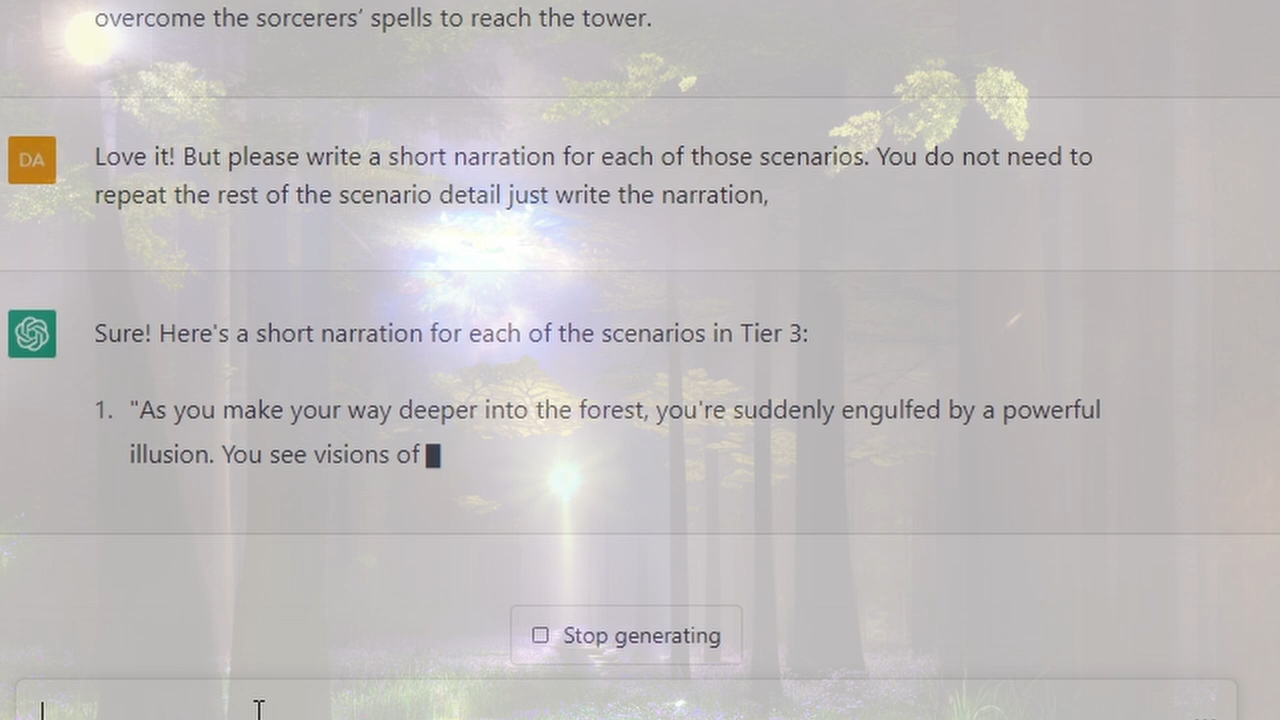 overcome the sorcerers’ spells to reach the tower.
DA
Love it! But please write a short narration for each of those scenarios. You do not need to
repeat the rest of the scenario detail just write the narration,
Sure! Here's a short narration for each of the scenarios in Tier 3:
1. "As you make your way deeper into the forest, you're suddenly engulfed by a powerful
illusion. You see visions of
Stop generating